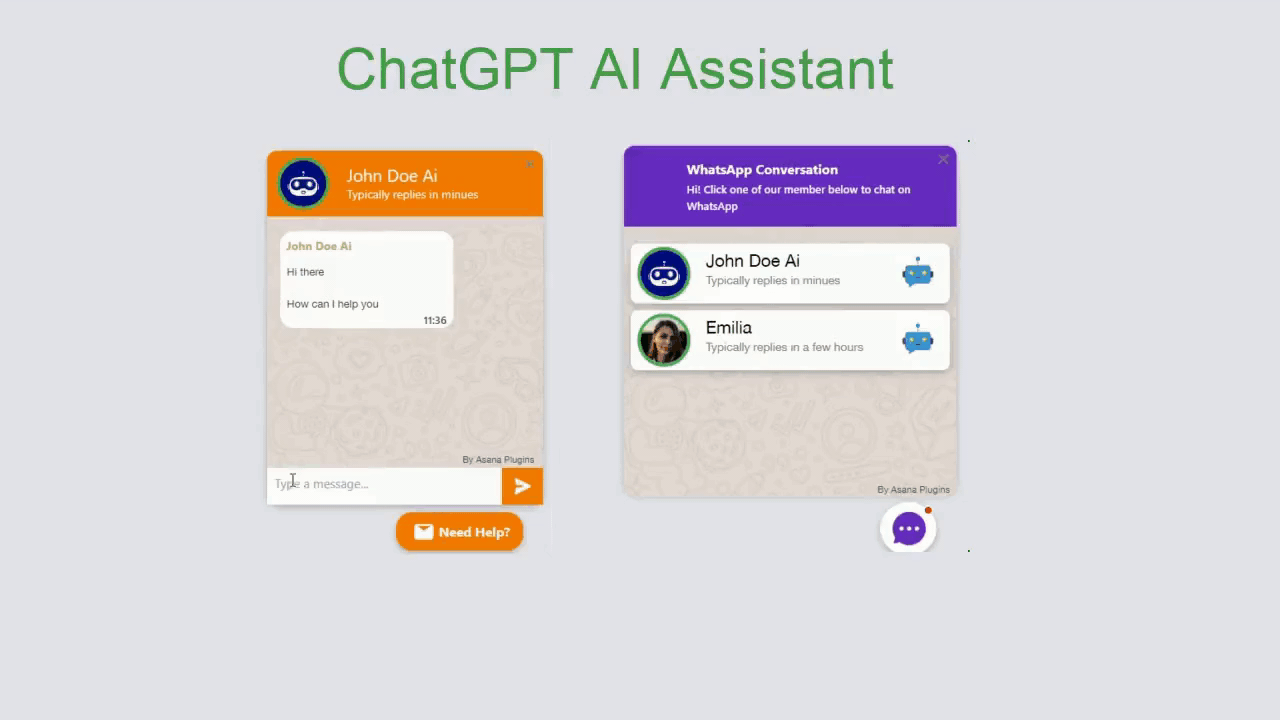 ChatGPT AI Assistant
John Doe Ai
Typically replies in minues
John Doe Ai
Hi there
How can I help you
11:36
By Asana Plugins
Type a message...
Need Help?
WhatsApp Conversation
Hi! Click one of our member below to chat on
WhatsApp
John Doe Ai
Typically replies in minues
Emilia
Typically replies in a few hours
By Asana Plugins